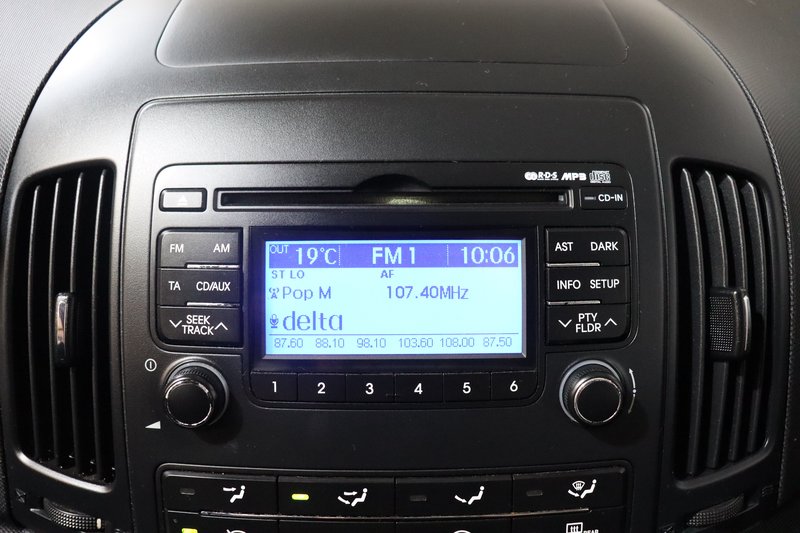 R·D·S MP3 disc
CD-IN
FM AM
TA CD/AUX
SEEK
TRACK
OUT 19°C FM 1 10:06
ST LO AF
Pop M 107.40MHz
delta
87.60 88.10 98.10 103.60 108.00 87.50
AST DARK
INFO SETUP
PTY
FLDR
1 2 3 4 5 6
REAR